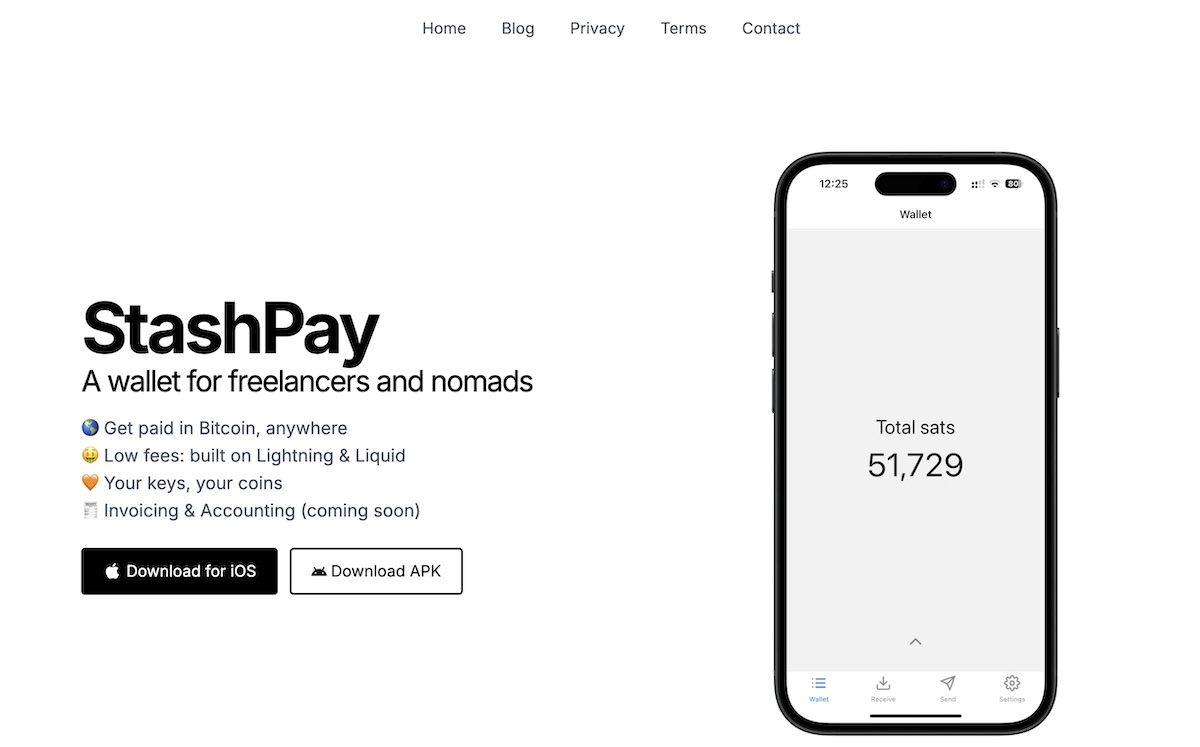 Home Blog Privacy Terms Contact
12:25 80
Wallet
StashPay
A wallet for freelancers and nomads
🌎 Get paid in Bitcoin, anywhere
🤑 Low fees: built on Lightning & Liquid
🧡 Your keys, your coins
🧾 Invoicing & Accounting (coming soon)
Download for iOS Download APK
Total sats
51,729
Wallet Receive Send Settings